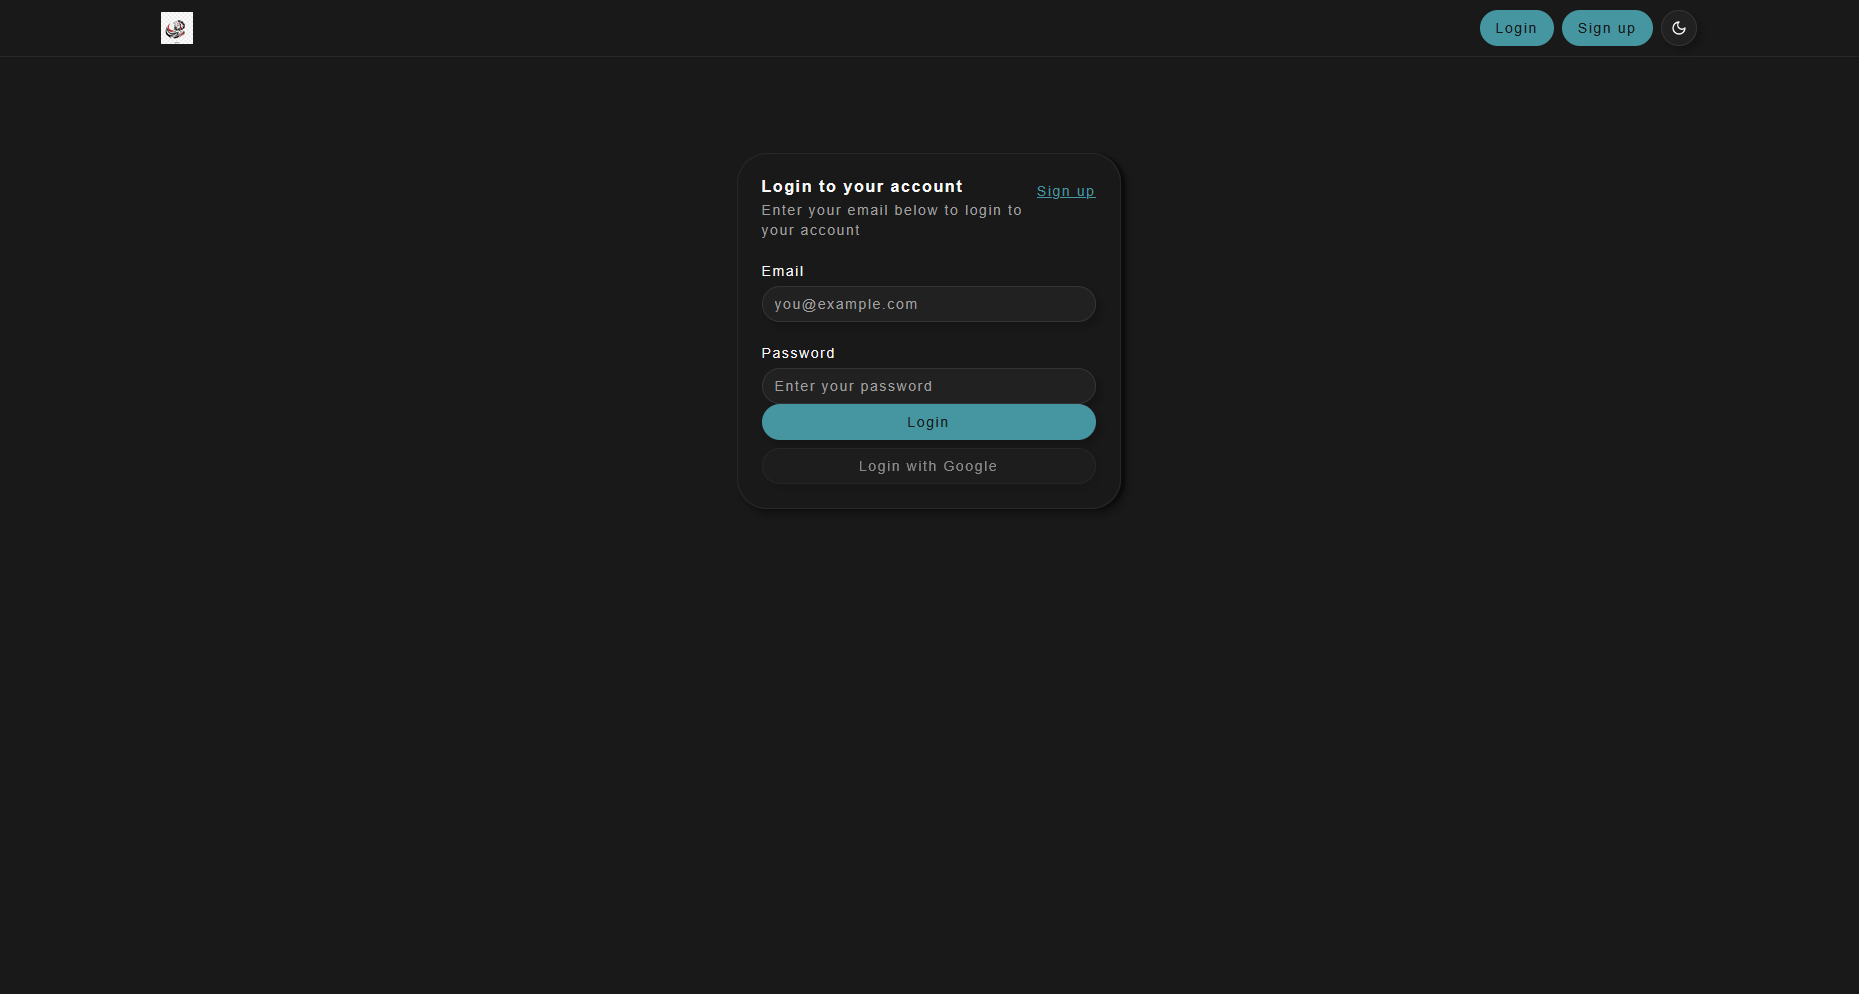 Login
Sign up
Login to your account
Sign up
Enter your email below to login to
your account
Email
you@example.com
Password
Enter your password
Login
Login with Google